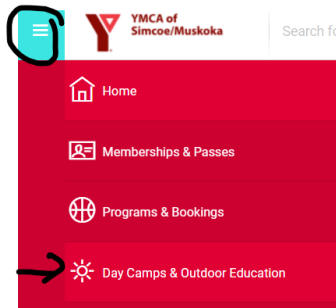 YMCA of
Simcoe/Muskoka
Search fo
Home
Memberships & Passes
Programs & Bookings
Day Camps & Outdoor Education